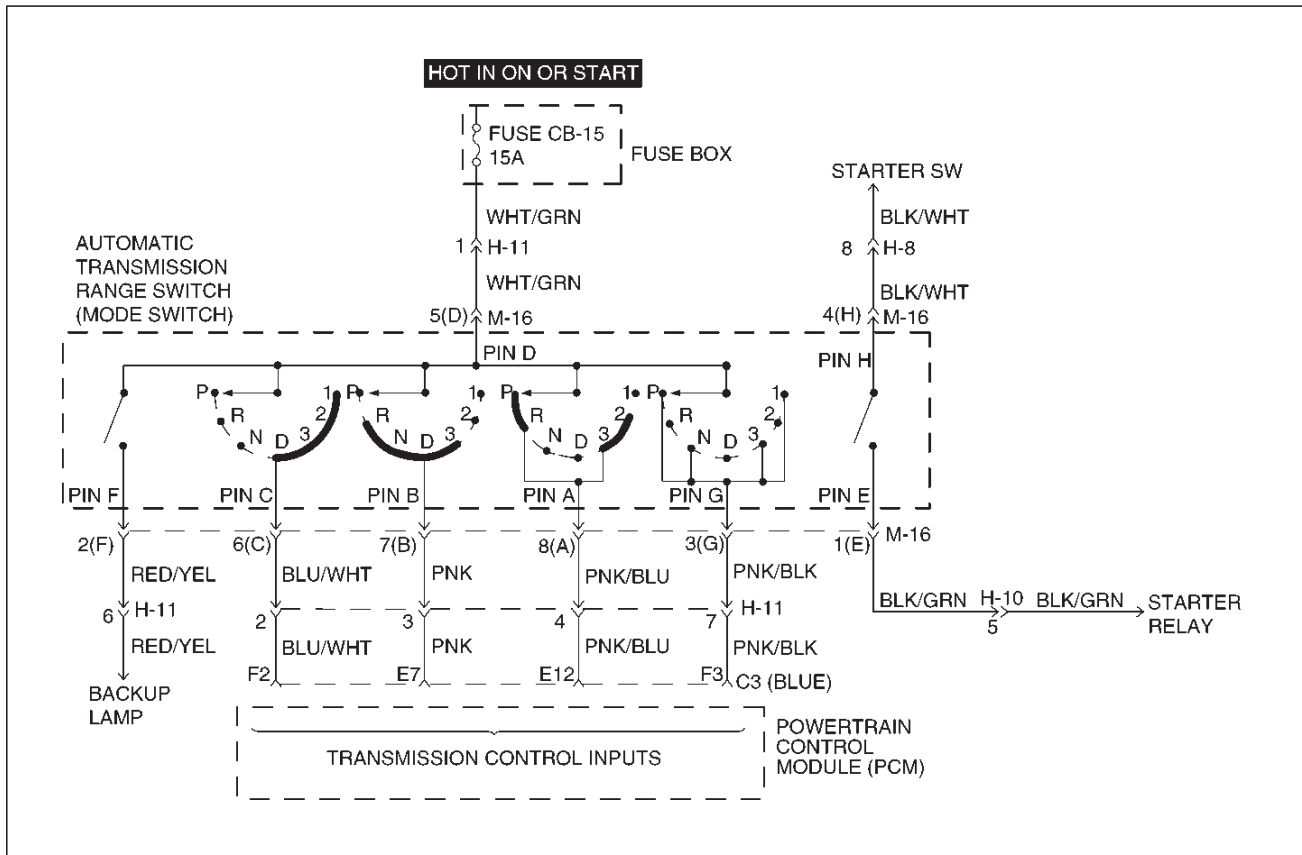 HOT IN ON OR START
FUSE CB-15
15A
FUSE BOX
STARTER SW
WHT/GRN
BLK/WHT
1 H-11
8 H-8
AUTOMATIC
TRANSMISSION
RANGE SWITCH
(MODE SWITCH)
WHT/GRN
BLK/WHT
5(D) M-16
4(H) M-16
PIN D
PIN H
P R N D 3 2 1
P R N D 3 2 1
P R N D 3 2 1
P R N D 3 2 1
PIN F PIN C PIN B PIN A PIN G PIN E
2(F) 6(C) 7(B) 8(A) 3(G) 1(E) M-16
RED/YEL BLU/WHT PNK PNK/BLU PNK/BLK
BLK/GRN H-10 BLK/GRN
5
STARTER
RELAY
6 H-11 2 3 4 7 H-11
RED/YEL BLU/WHT PNK PNK/BLU PNK/BLK
F2 E7 E12 F3 C3 (BLUE)
BACKUP
LAMP
TRANSMISSION CONTROL INPUTS
POWERTRAIN
CONTROL
MODULE (PCM)